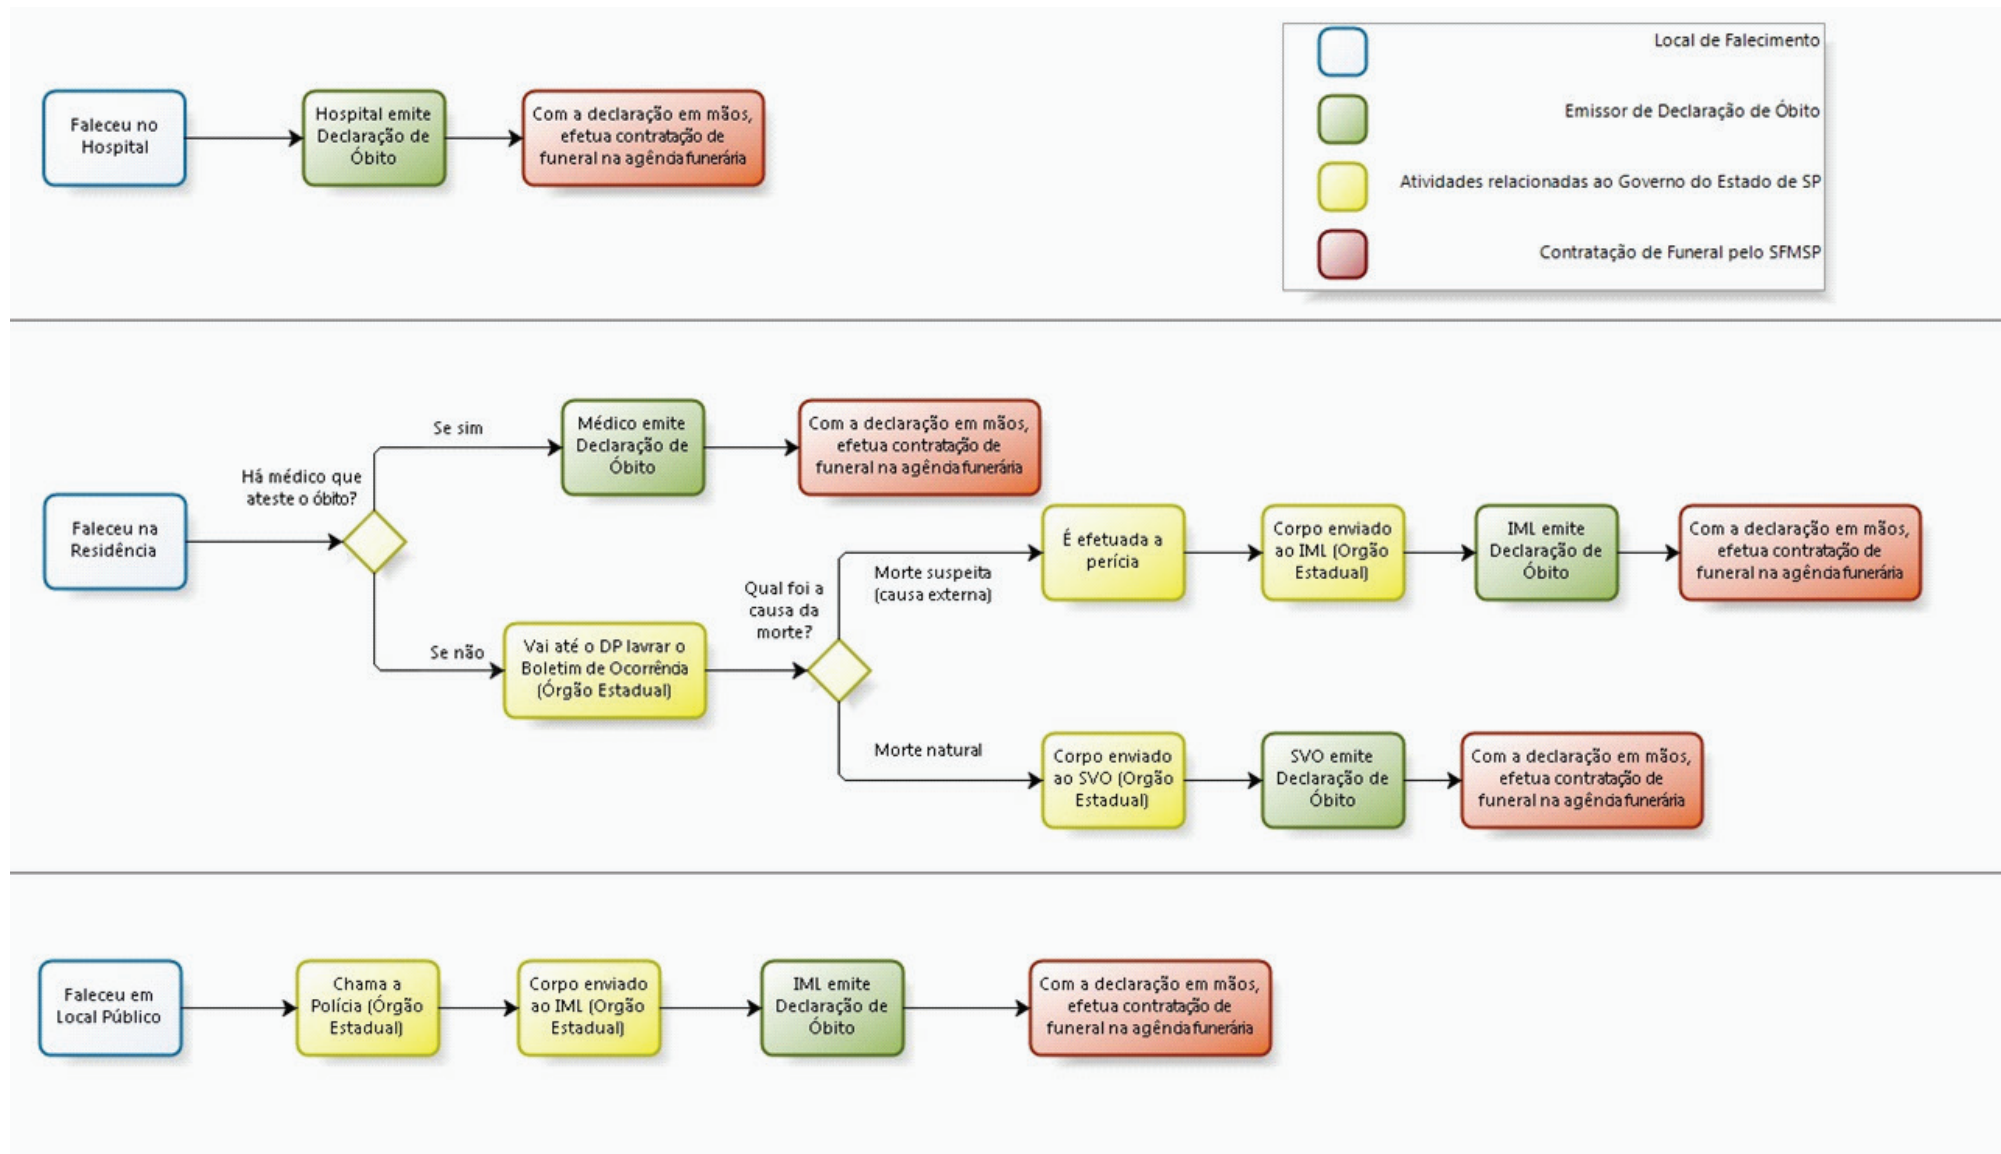 Faleceu no
Hospital
Hospital emite
Declaração de
Óbito
Com a declaração em mãos,
efetua contratação de
funeral na agência funerária
Local de Falecimento
Emissor de Declaração de Óbito
Atividades relacionadas ao Governo do Estado de SP
Contratação de Funeral pelo SFMSP
Faleceu na
Residência
Há médico que
ateste o óbito?
Se sim
Médico emite
Declaração de
Óbito
Com a declaração em mãos,
efetua contratação de
funeral na agência funerária
Se não
Vai até o DP lavrar o
Boletim de Ocorrência
(Órgão Estadual)
Qual foi a
causa da
morte?
Morte suspeita
(causa externa)
É efetuada a
perícia
Corpo enviado
ao IML (Orgão
Estadual)
IML emite
Declaração de
Óbito
Com a declaração em mãos,
efetua contratação de
funeral na agência funerária
Morte natural
Corpo enviado
ao SVO (Orgão
Estadual)
SVO emite
Declaração de
Óbito
Com a declaração em mãos,
efetua contratação de
funeral na agência funerária
Faleceu em
Local Público
Chama a
Polícia (Órgão
Estadual)
Corpo enviado
ao IML (Orgão
Estadual)
IML emite
Declaração de
Óbito
Com a declaração em mãos,
efetua contratação de
funeral na agência funerária